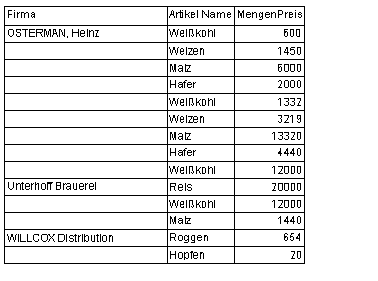 Firma Artikel Name MengenPreis
OSTERMAN, Heinz Weißkohl 600
Weizen 1450
Malz 6000
Hafer 2000
Weißkohl 1332
Weizen 3219
Malz 13320
Hafer 4440
Weißkohl 12000
Unterhoff Brauerei Reis 20000
Weißkohl 12000
Malz 1440
WILLCOX Distribution Roggen 654
Hopfen 20